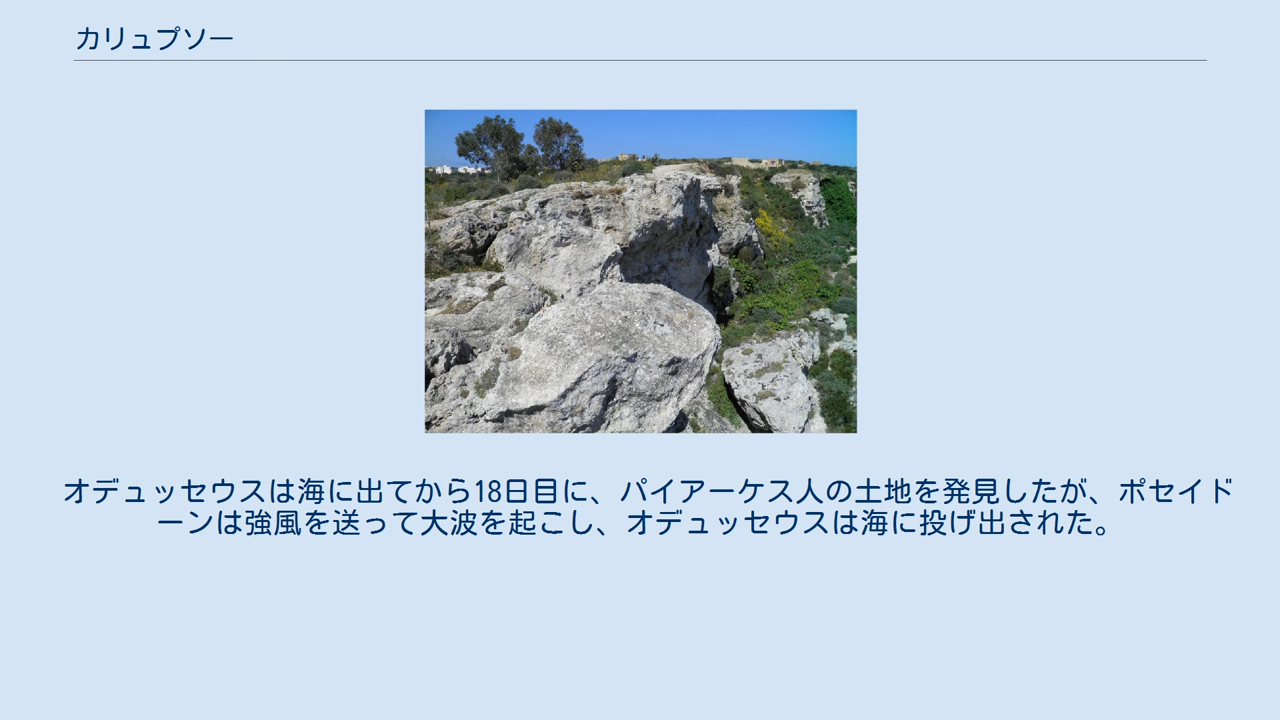 カリュプソー
オデュッセウスは海に出てから18日目に、パイアーケス人の土地を発見したが、ポセイド
ーンは強風を送って大波を起こし、オデュッセウスは海に投げ出された。